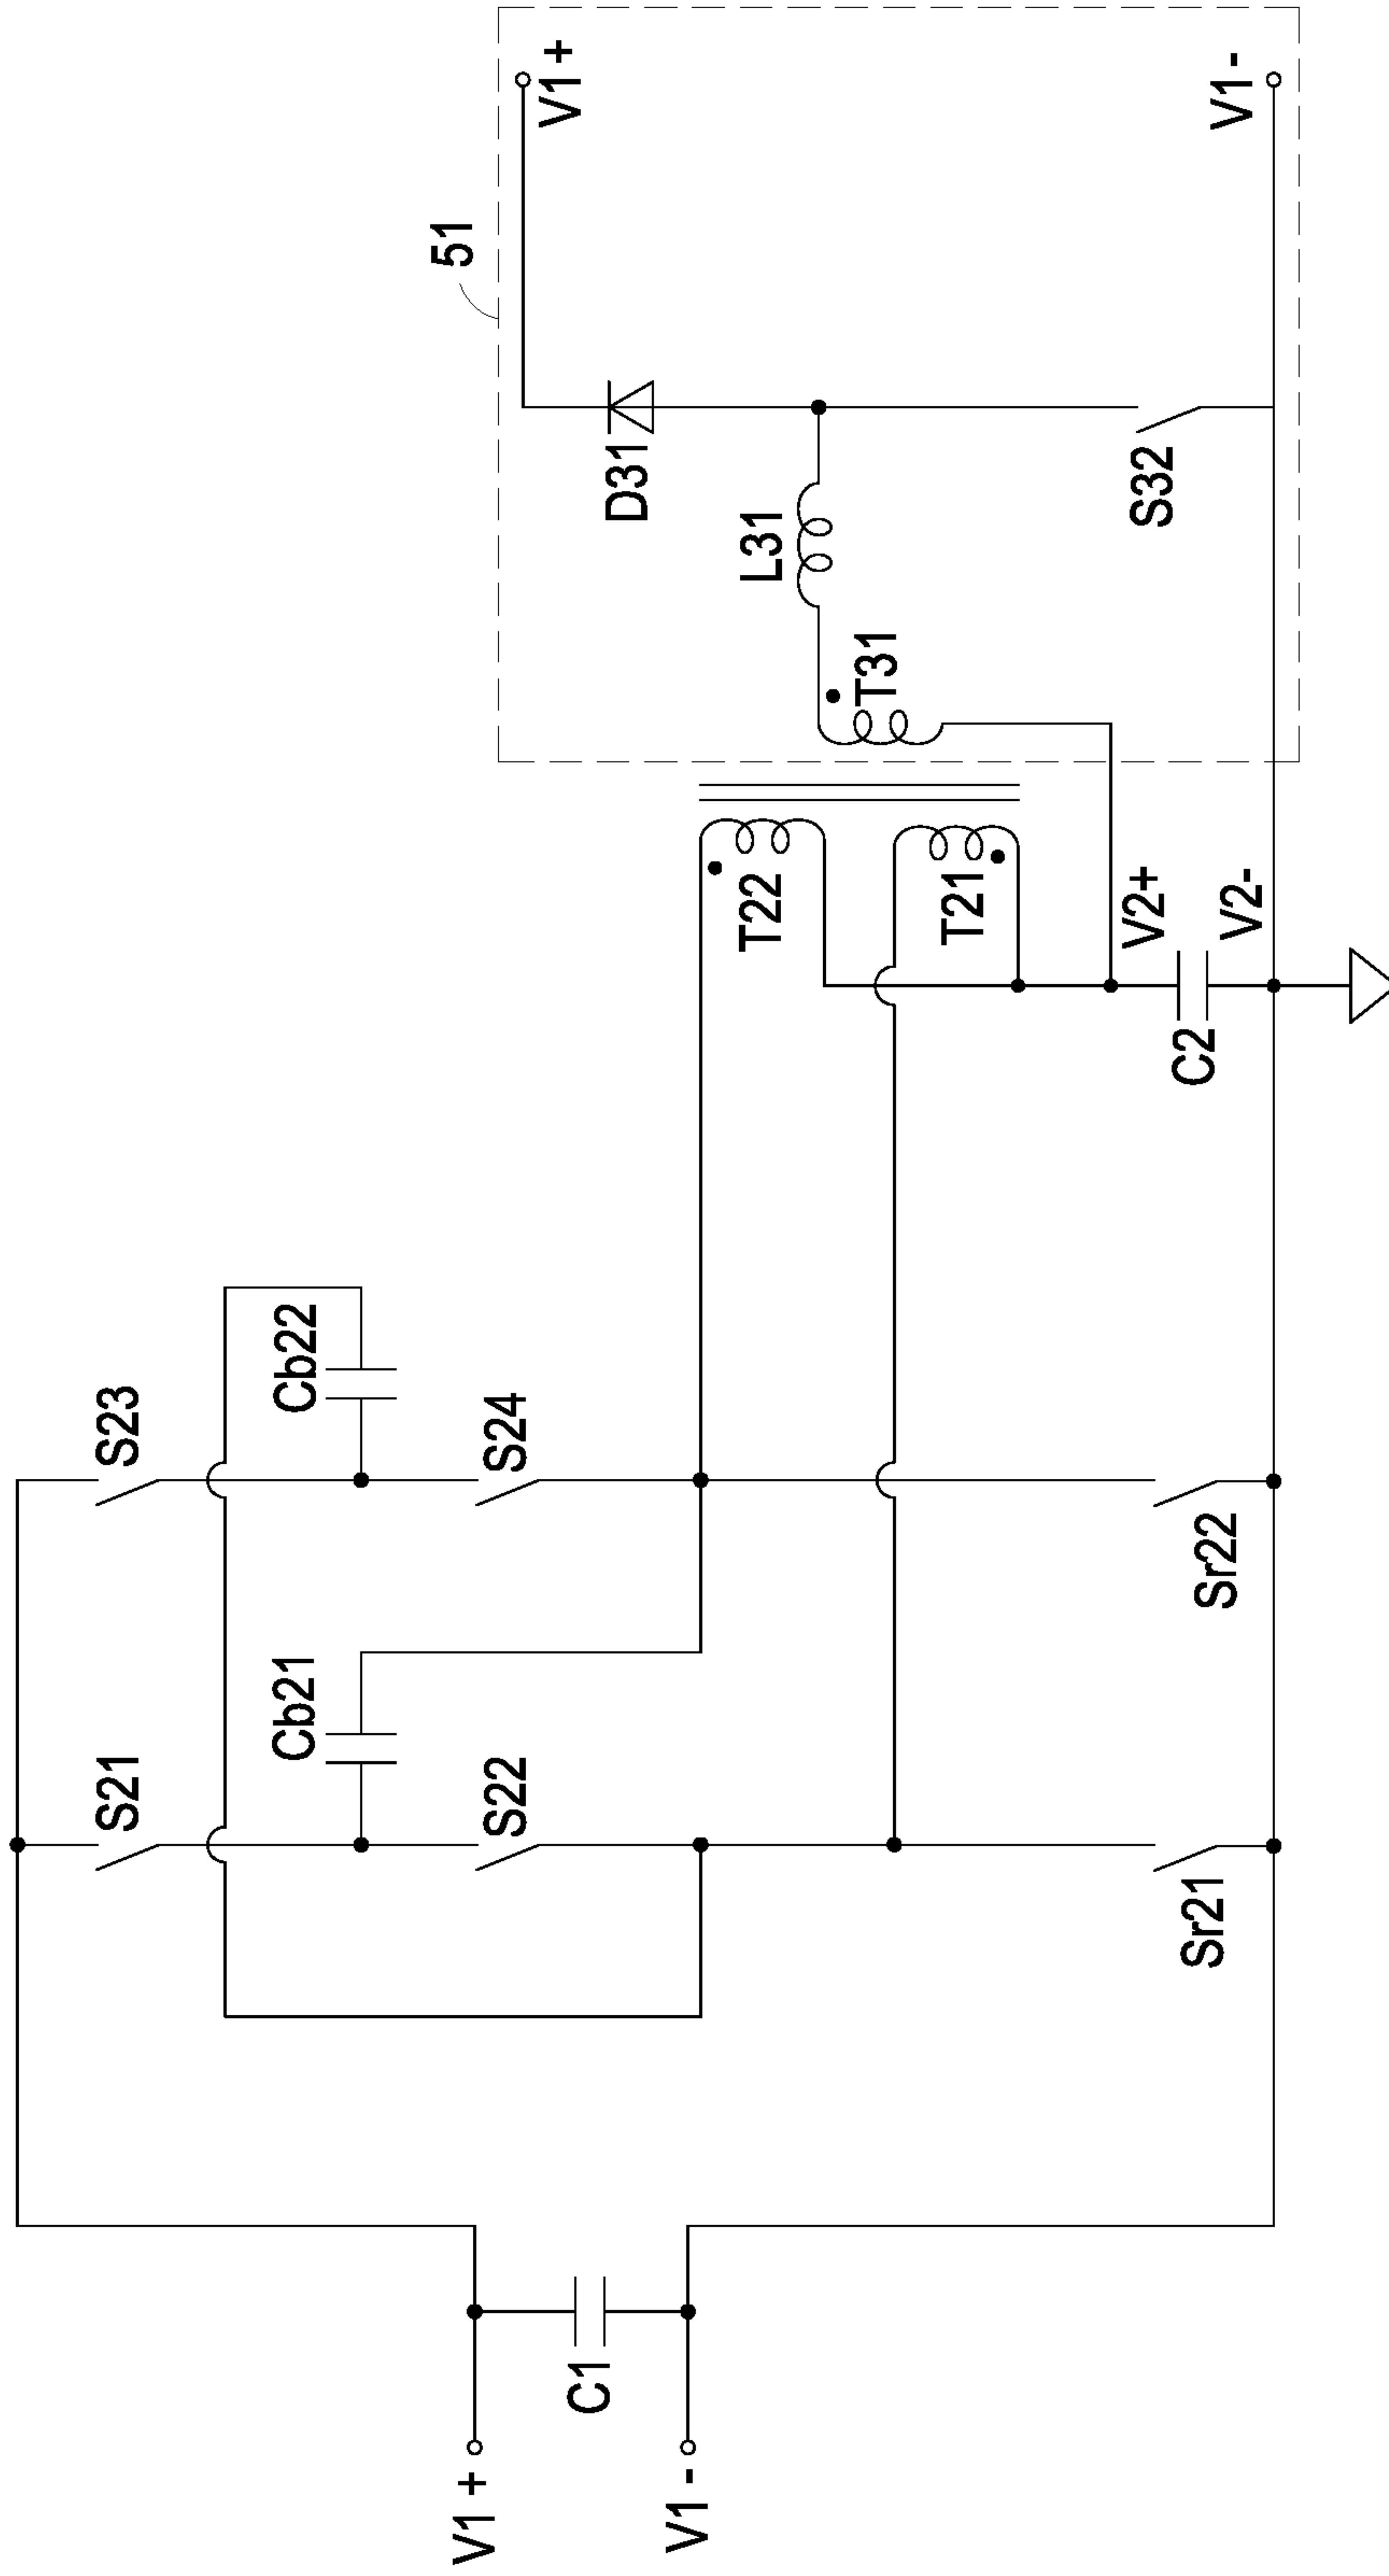 S21
S23
Cb21
Cb22
S22
S24
51
V1+
D31
V1 +
C1
V1 -
T22
L31
T31
T21
Sr21
Sr22
C2
V2+
V2-
S32
V1-